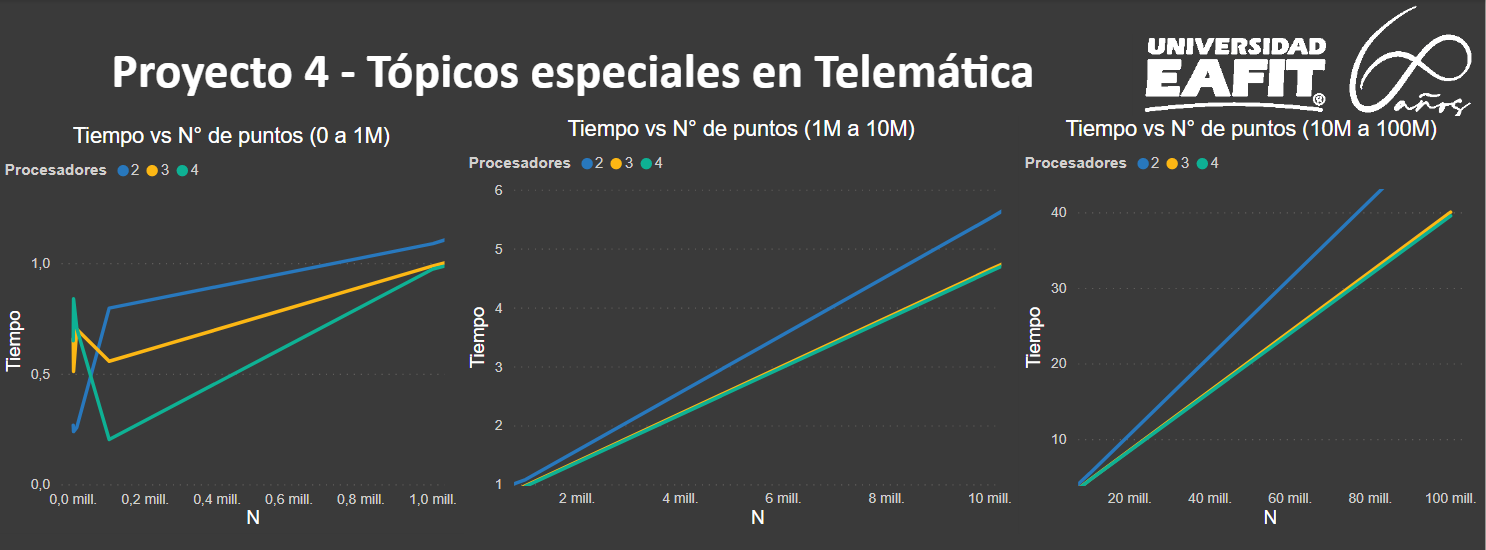 Proyecto 4 - Tópicos especiales en Telemática
UNIVERSIDAD
EAFIT®
60 años
Tiempo vs N° de puntos (0 a 1M)
Procesadores 2 3 4
Tiempo
1,0
0,5
0,0
0,0 mill. 0,2 mill. 0,4 mill. 0,6 mill. 0,8 mill. 1,0 mill.
N
Tiempo vs N° de puntos (1M a 10M)
Procesadores 2 3 4
Tiempo
6
5
4
3
2
1
2 mill. 4 mill. 6 mill. 8 mill. 10 mill.
N
Tiempo vs N° de puntos (10M a 100M)
Procesadores 2 3 4
Tiempo
40
30
20
10
20 mill. 40 mill. 60 mill. 80 mill. 100 mill.
N